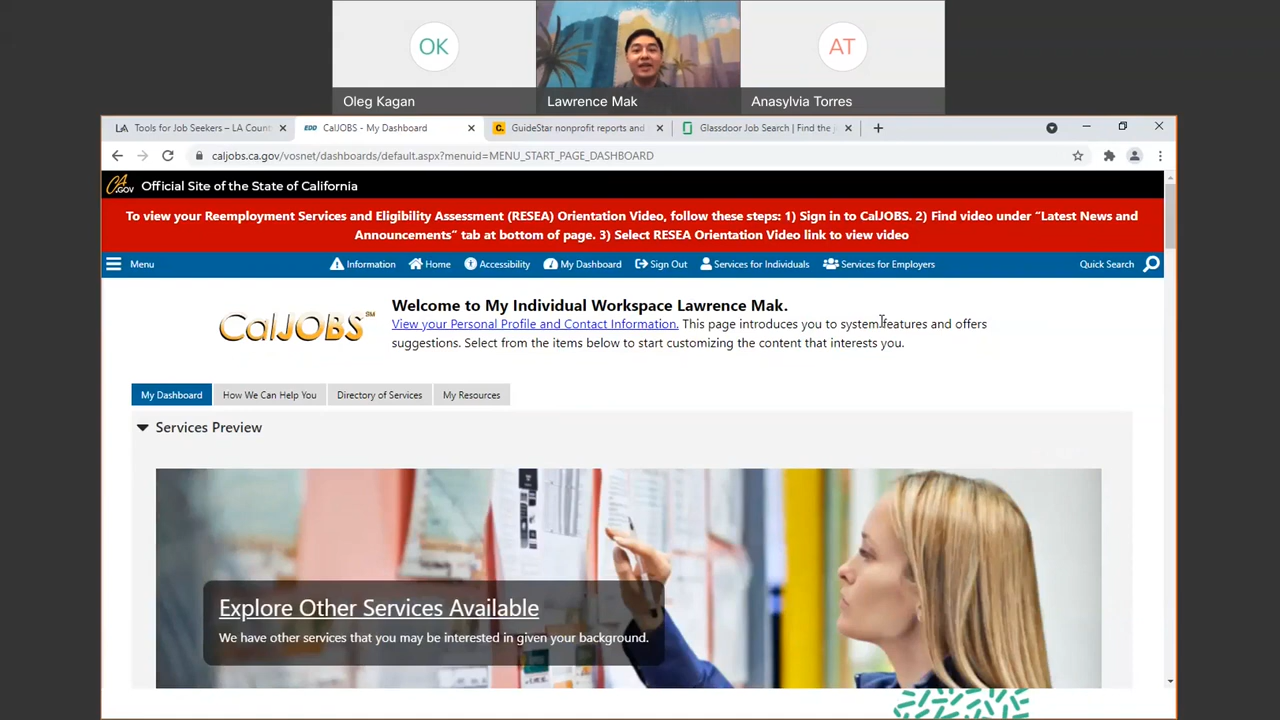 OK
AT
Oleg Kagan
Lawrence Mak
Anasylvia Torres
LA Tools for Job Seekers – LA Count
EDD CalJOBS - My Dashboard
GuideStar nonprofit reports and
Glassdoor Job Search | Find the
caljobs.ca.gov/vosnet/dashboards/default.aspx?menuid=MENU_START_PAGE_DASHBOARD
CA.GOV Official Site of the State of California
To view your Reemployment Services and Eligibility Assessment (RESEA) Orientation Video, follow these steps: 1) Sign in to CalJOBS. 2) Find video under “Latest News and
Announcements” tab at bottom of page. 3) Select RESEA Orientation Video link to view video
Menu Information Home Accessibility My Dashboard Sign Out Services for Individuals Services for Employers Quick Search
CalJOBS SM
Welcome to My Individual Workspace Lawrence Mak.
View your Personal Profile and Contact Information. This page introduces you to system features and offers
suggestions. Select from the items below to start customizing the content that interests you.
My Dashboard How We Can Help You Directory of Services My Resources
Services Preview
Explore Other Services Available
We have other services that you may be interested in given your background.